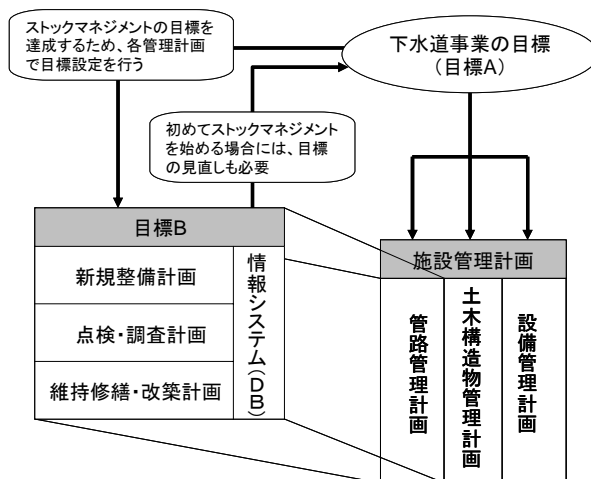 ストックマネジメントの目標を
達成するため、各管理計画
で目標設定を行う
下水道事業の目標
(目標A)
初めてストックマネジメント
を始める場合には、目標
の見直しも必要
目標B
新規整備計画
点検・調査計画
維持修繕・改築計画
情報システム(DB)
施設管理計画
管路管理計画
土木構造物管理計画
設備管理計画